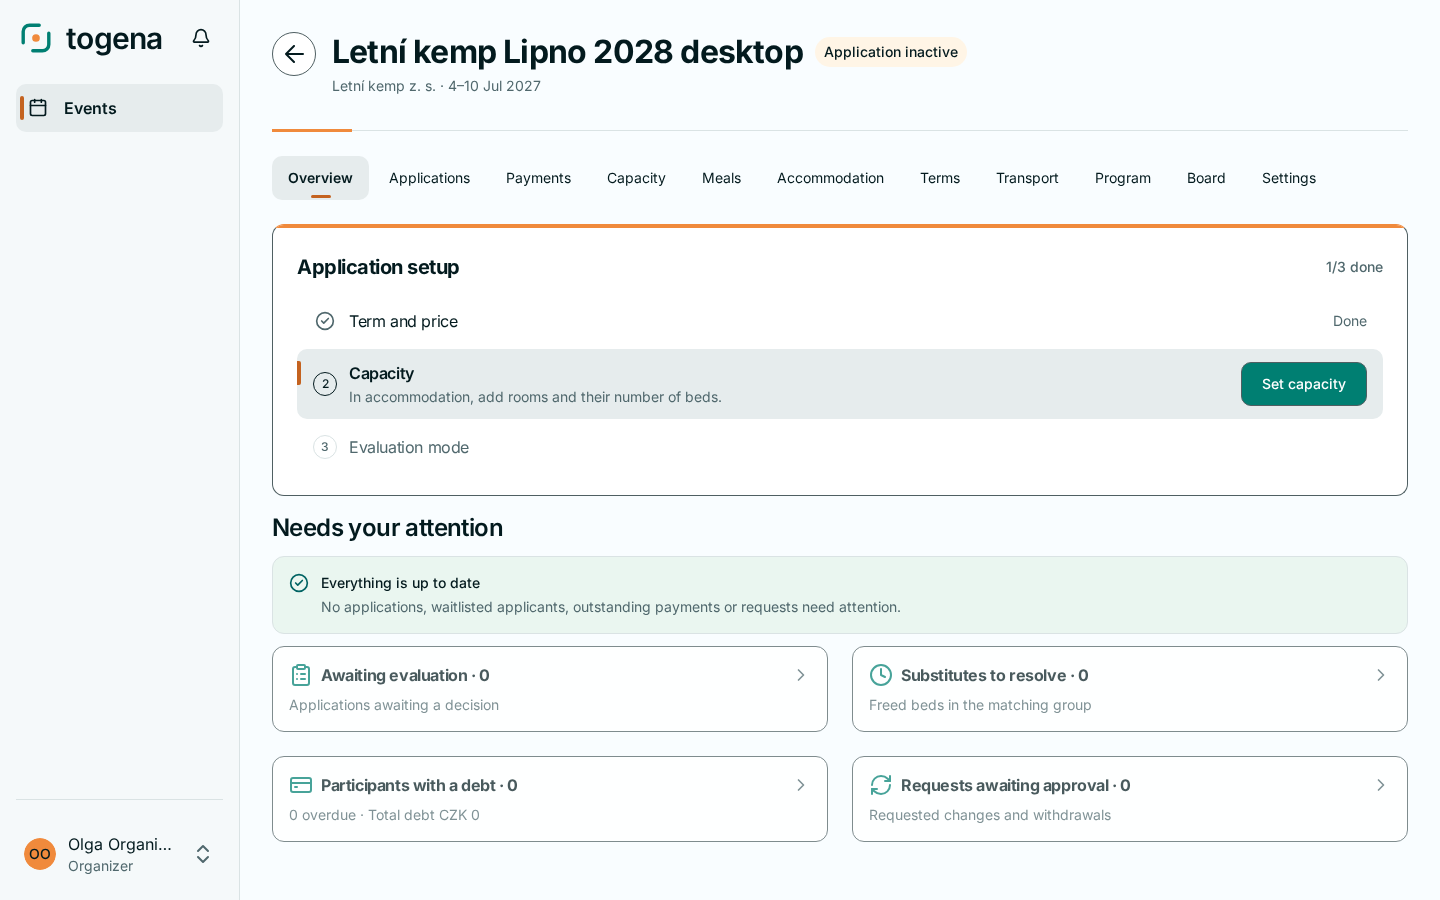 togena
Events
Letní kemp Lipno 2028 desktop
Application inactive
Letní kemp z. s. · 4–10 Jul 2027
Overview
Applications
Payments
Capacity
Meals
Accommodation
Terms
Transport
Program
Board
Settings
Application setup
1/3 done
Term and price
Done
2
Capacity
In accommodation, add rooms and their number of beds.
Set capacity
3
Evaluation mode
Needs your attention
Everything is up to date
No applications, waitlisted applicants, outstanding payments or requests need attention.
Awaiting evaluation · 0
Applications awaiting a decision
Substitutes to resolve · 0
Freed beds in the matching group
Participants with a debt · 0
0 overdue · Total debt CZK 0
Requests awaiting approval · 0
Requested changes and withdrawals
OO
Olga Organi...
Organizer